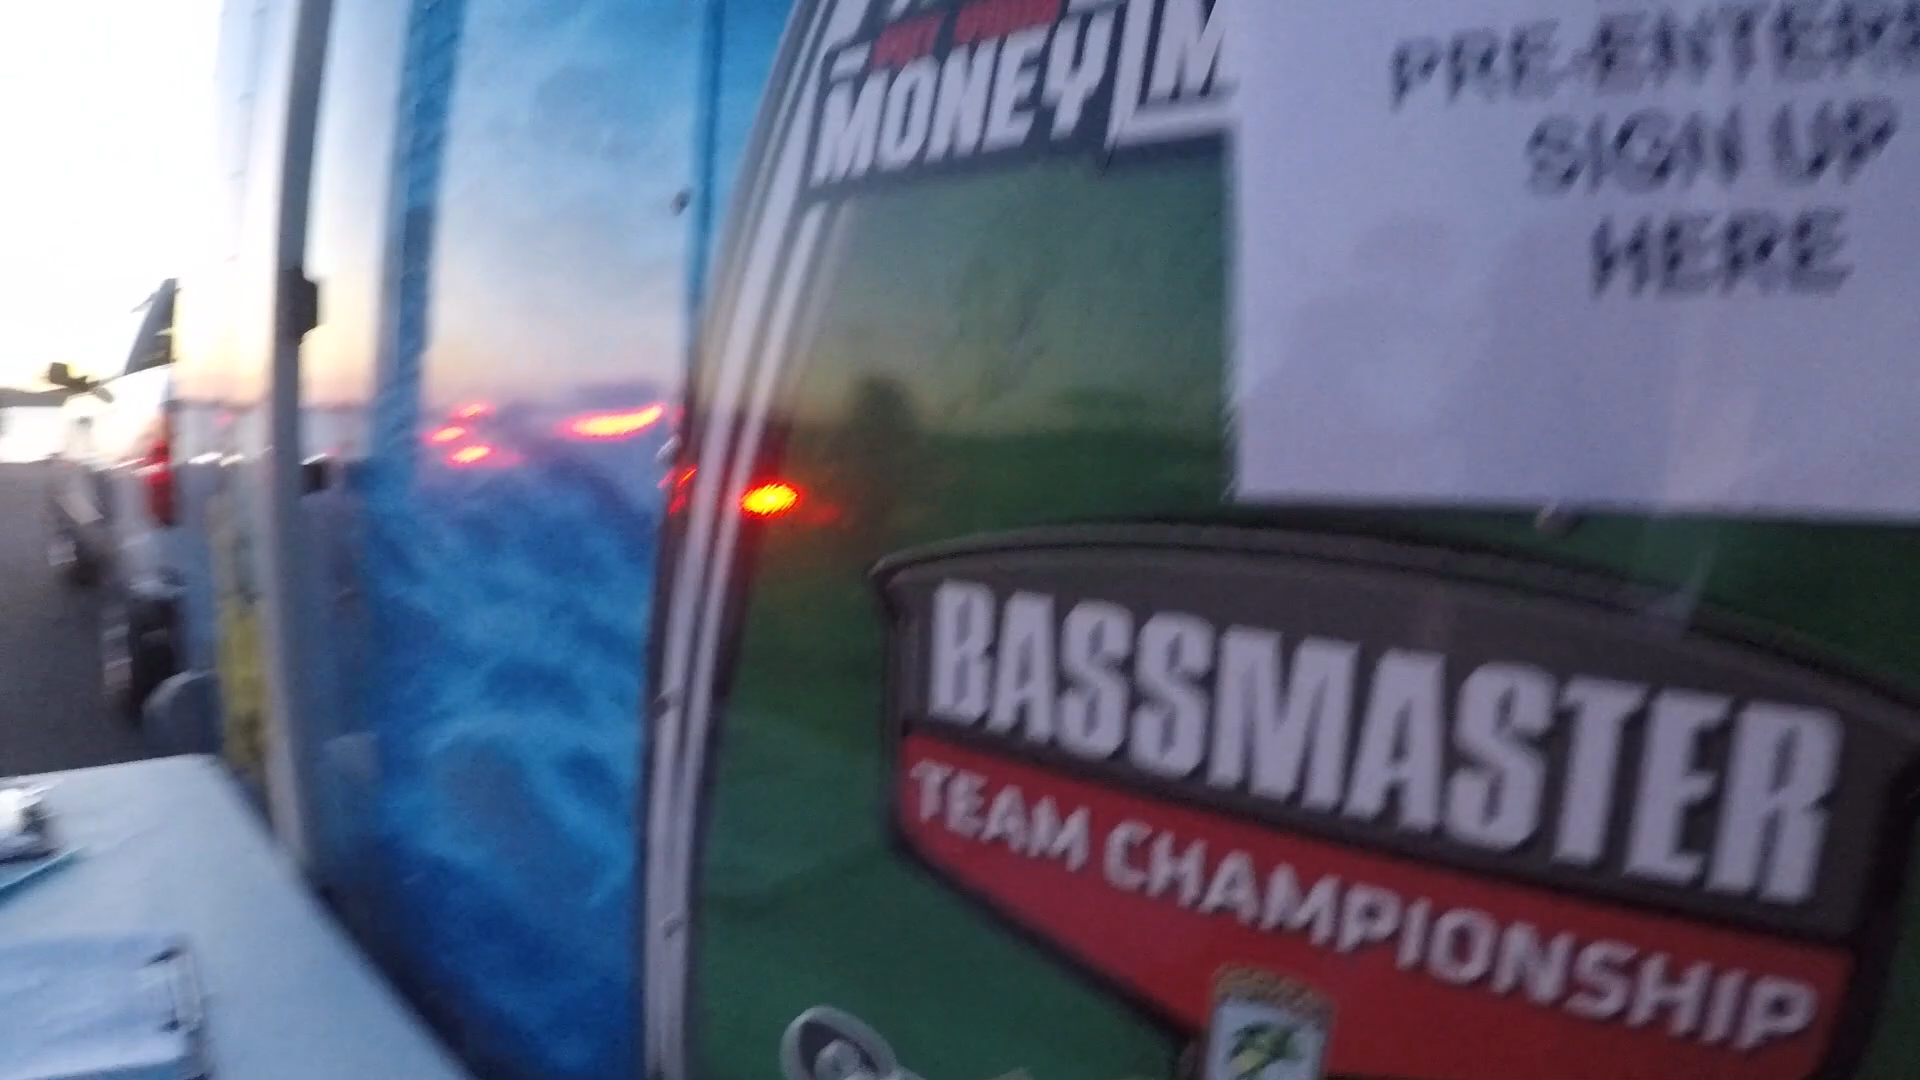 MONEY
SIGN UP
HERE
BASSMASTER
TEAM CHAMPIONSHIP